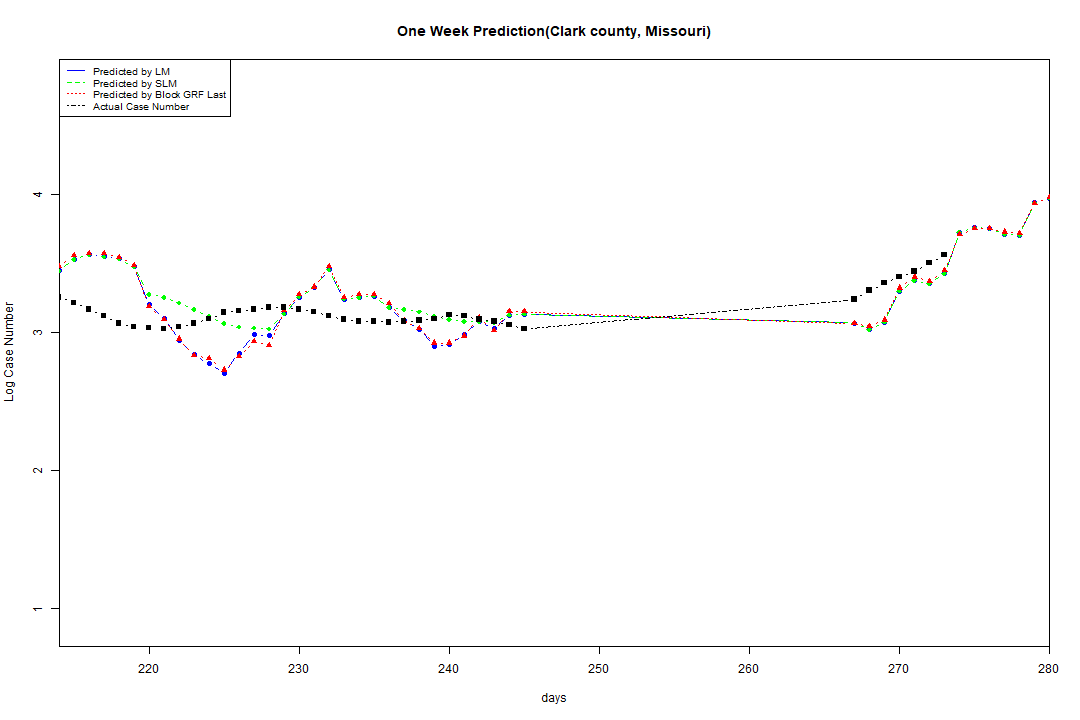 One Week Prediction(Clark county, Missouri)
Predicted by LM
Predicted by SLM
Predicted by Block GRF Last
Actual Case Number
4
3
2
1
Log Case Number
220 230 240 250 260 270 280
days